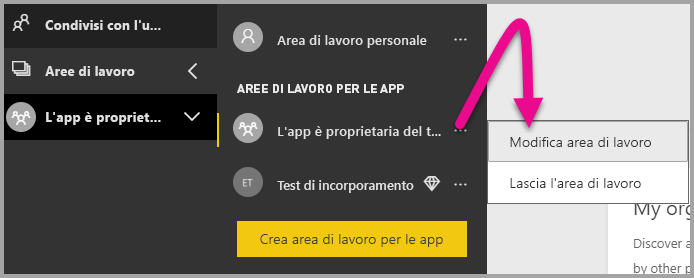 Condivisi con l'u...
Aree di lavoro
L'app è propriet...
Area di lavoro personale ...
AREE DI LAVORO PER LE APP
L'app è proprietaria del t... ...
ET Test di incorporamento ...
Crea area di lavoro per le app
Modifica area di lavoro
Lascia l'area di lavoro
My org
Discover a
by other p